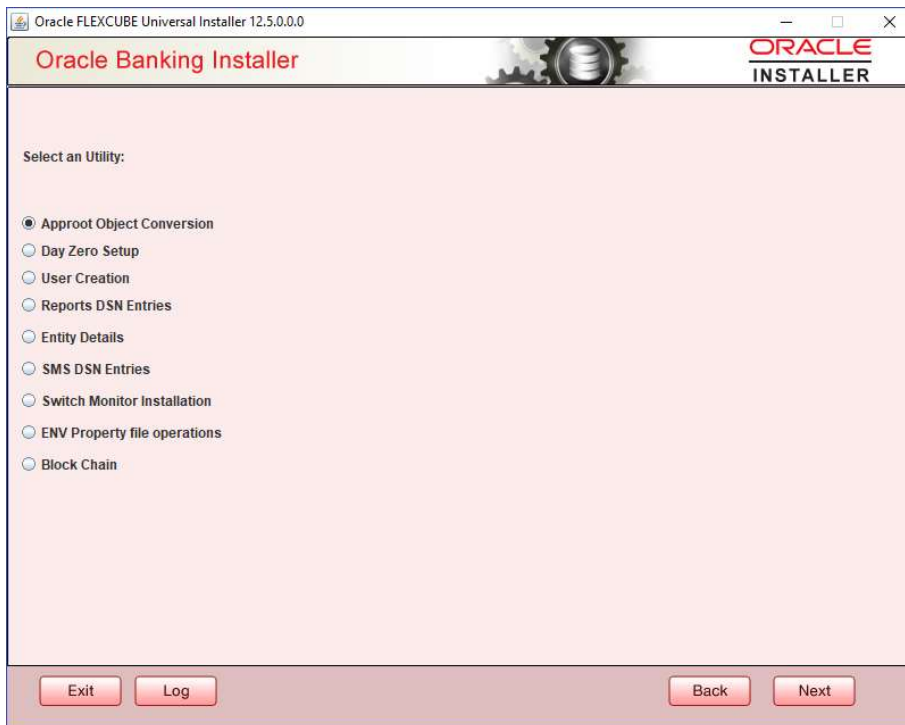 Oracle FLEXCUBE Universal Installer 12.5.0.0.0
Oracle Banking Installer
ORACLE
INSTALLER
Select an Utility:
Approot Object Conversion
Day Zero Setup
User Creation
Reports DSN Entries
Entity Details
SMS DSN Entries
Switch Monitor Installation
ENV Property file operations
Block Chain
Exit
Log
Back
Next